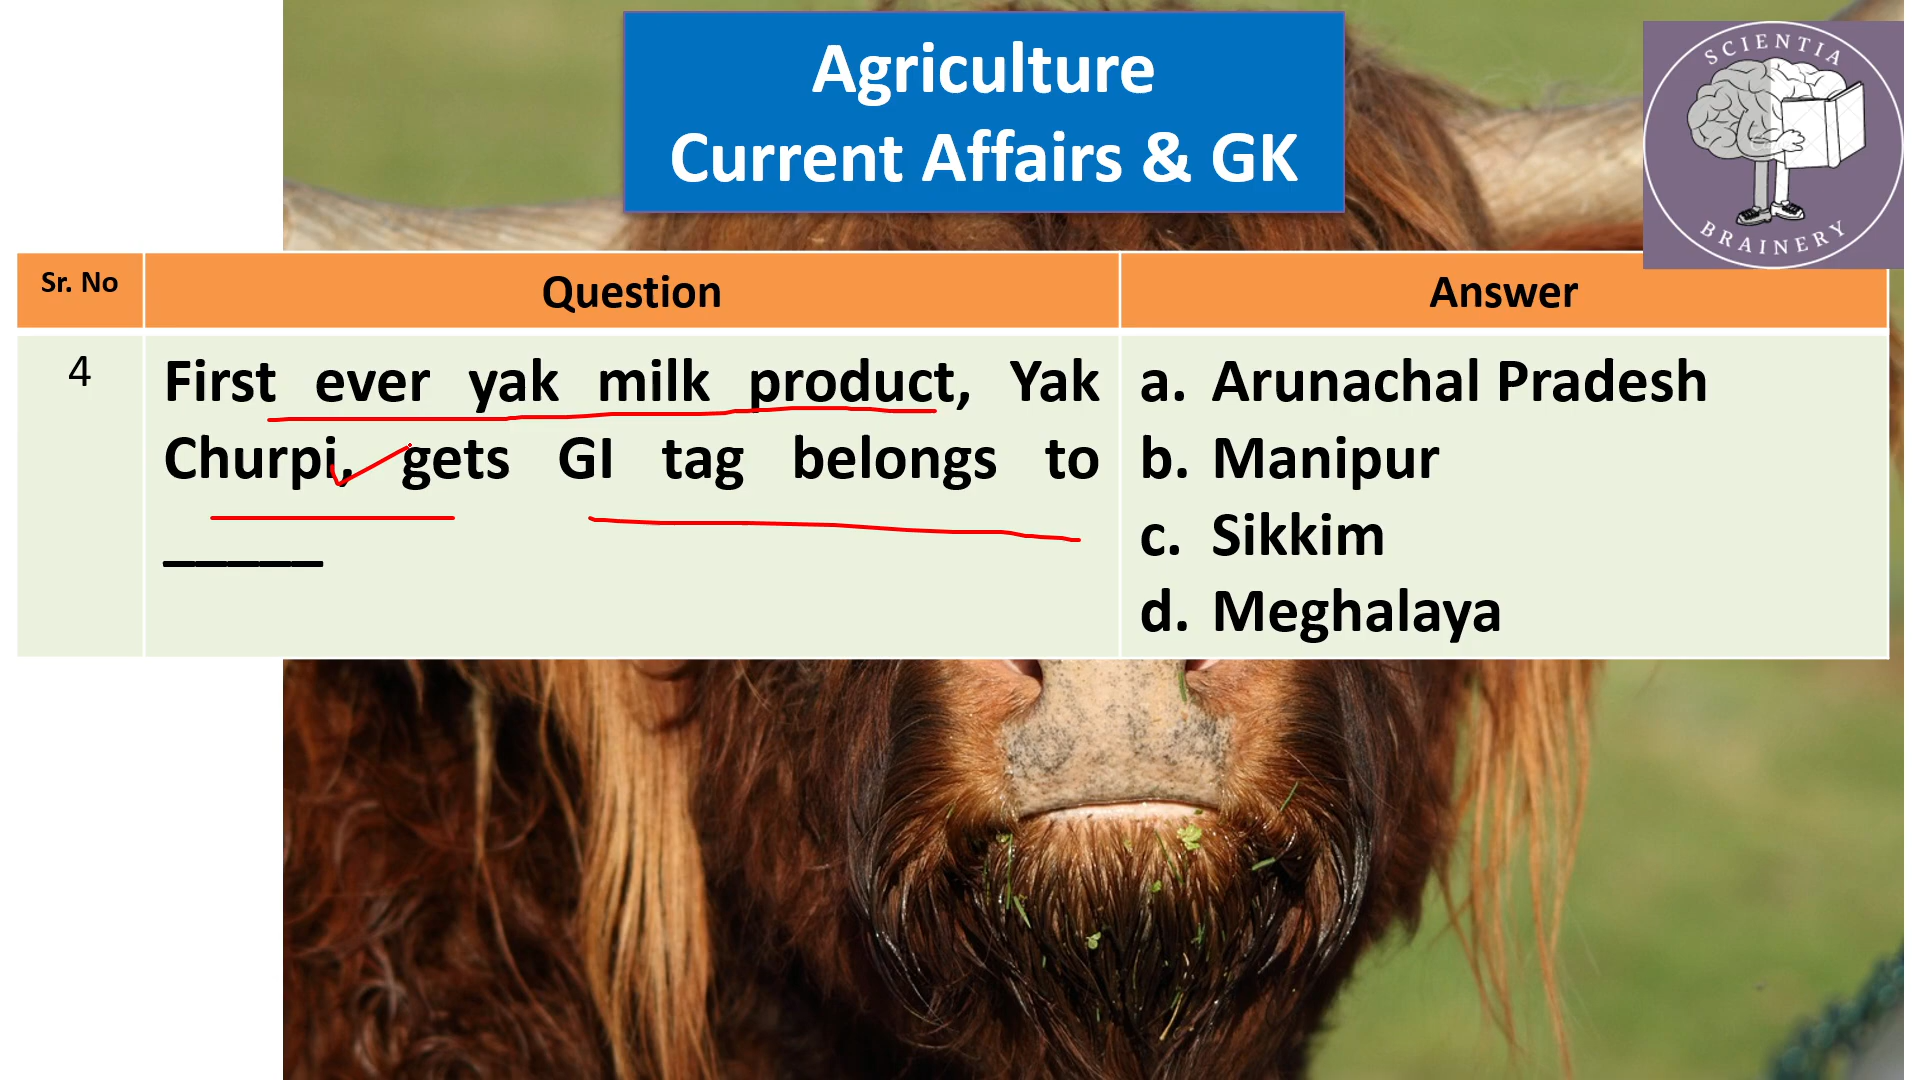 Agriculture
Current Affairs & GK
SCIENTIA
BRAINERY
Sr. No Question Answer
4 First ever yak milk product, Yak
Churpi, gets GI tag belongs to
_____
a. Arunachal Pradesh
b. Manipur
c. Sikkim
d. Meghalaya